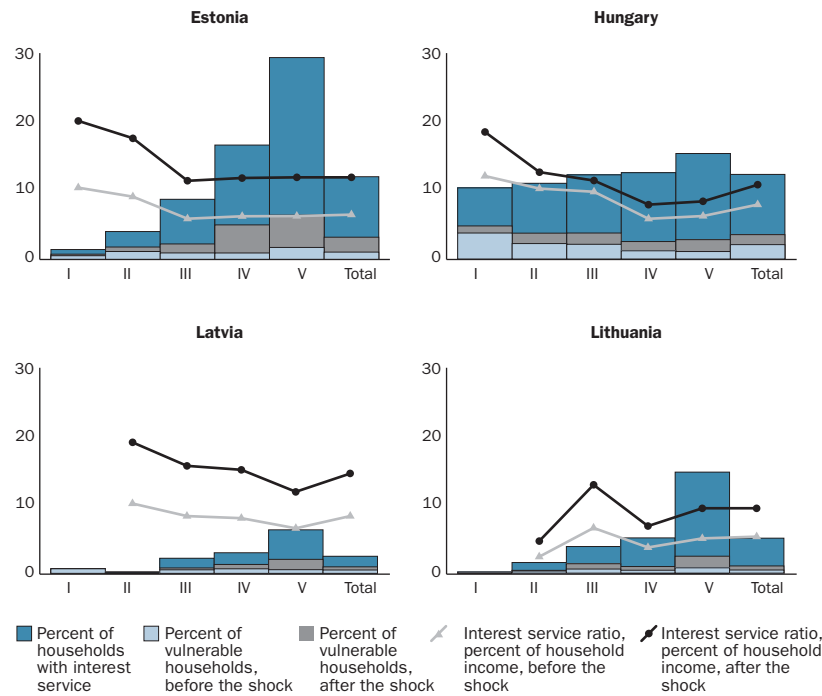 Estonia
30
20
10
0
I II III IV V Total
Hungary
30
20
10
0
I II III IV V Total
Latvia
30
20
10
0
I II III IV V Total
Lithuania
30
20
10
0
I II III IV V Total
Percent of
households
with interest
service
Percent of
vulnerable
households,
before the shock
Percent of
vulnerable
households,
after the shock
Interest service ratio,
percent of household
income, before the
shock
Interest service ratio,
percent of household
income, after the
shock